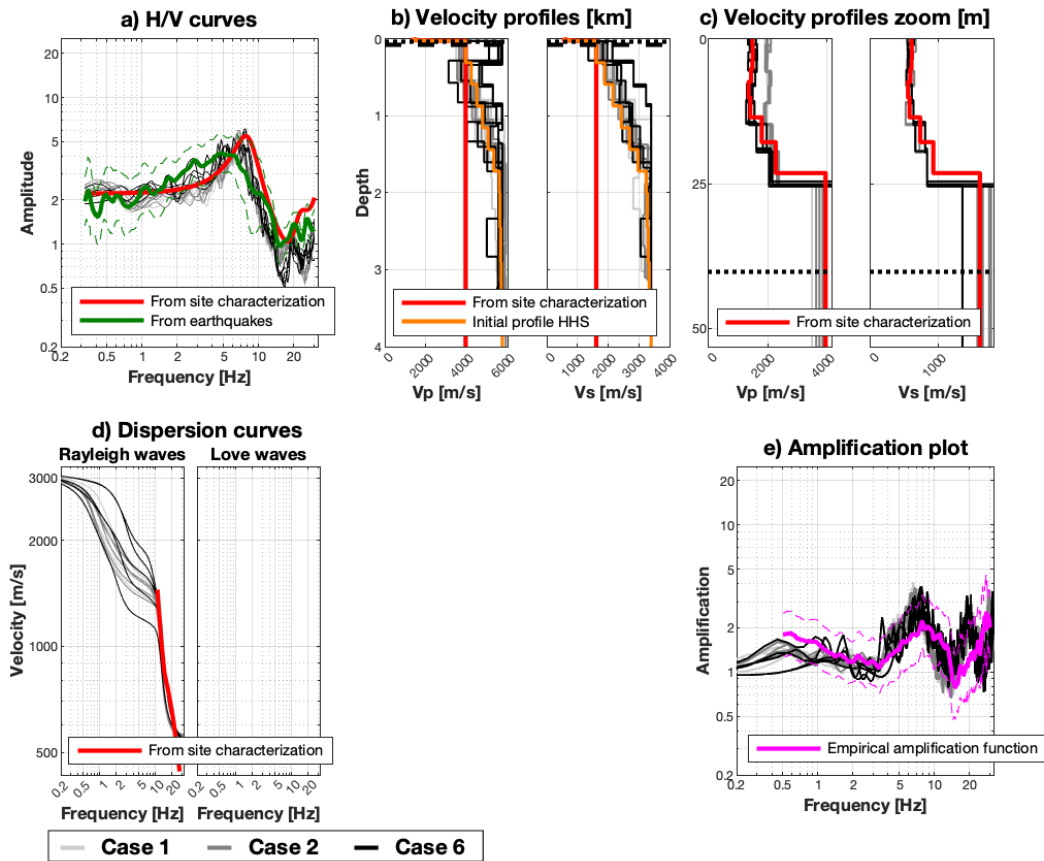 a) H/V curves
Amplitude
10
5
2
1
0.5
0.2
0.2 0.5 1 2 5 10 20
Frequency [Hz]
From site characterization
From earthquakes
b) Velocity profiles [km]
Depth
0
1
2
3
4
0 2000 4000 6000
Vp [m/s]
0 1000 2000 3000 4000
Vs [m/s]
From site characterization
Initial profile HHS
c) Velocity profiles zoom [m]
0
25
50
0 2000 4000
Vp [m/s]
0 1000
Vs [m/s]
From site characterization
d) Dispersion curves
Rayleigh waves Love waves
Velocity [m/s]
3000
2000
1000
500
0.2 0.5 1 2 5 10 20
0.2 0.5 1 2 5 10 20
Frequency [Hz] Frequency [Hz]
From site characterization
e) Amplification plot
Amplification
20
10
5
2
1
0.5
0.2
1 2 5 10 20
Frequency [Hz]
Empirical amplification function
Case 1 Case 2 Case 6